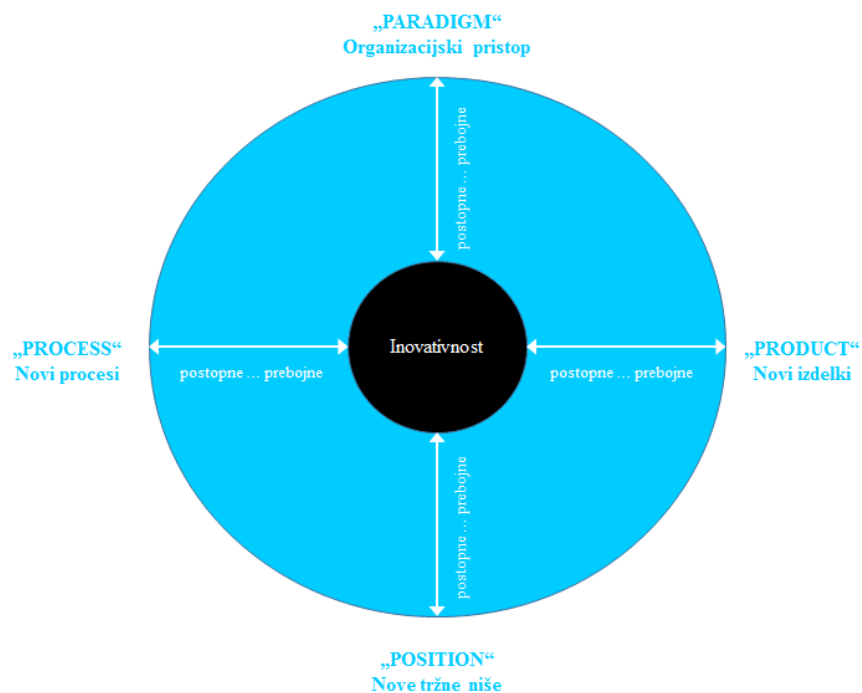 „PARADIGM“
Organizacijski pristop
postopne ... prebojne
„PROCESS“
Novi procesi
postopne ... prebojne
Inovativnost
postopne ... prebojne
„PRODUCT“
Novi izdelki
postopne ... prebojne
„POSITION“
Nove tržne niše